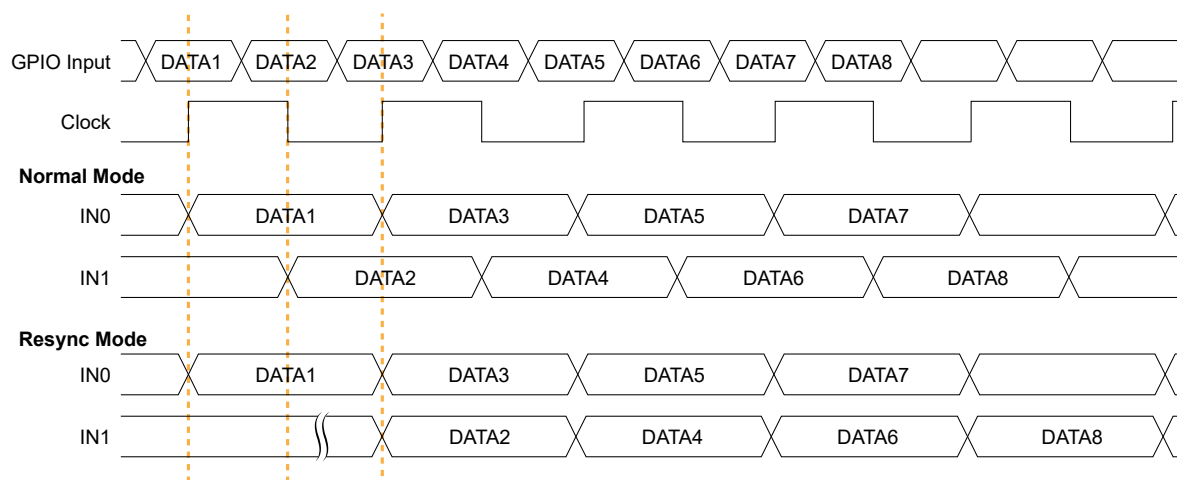 GPIO Input DATA1 DATA2 DATA3 DATA4 DATA5 DATA6 DATA7 DATA8
Clock
Normal Mode
IN0 DATA1 DATA3 DATA5 DATA7
IN1 DATA2 DATA4 DATA6 DATA8
Resync Mode
IN0 DATA1 DATA3 DATA5 DATA7
IN1 DATA2 DATA4 DATA6 DATA8